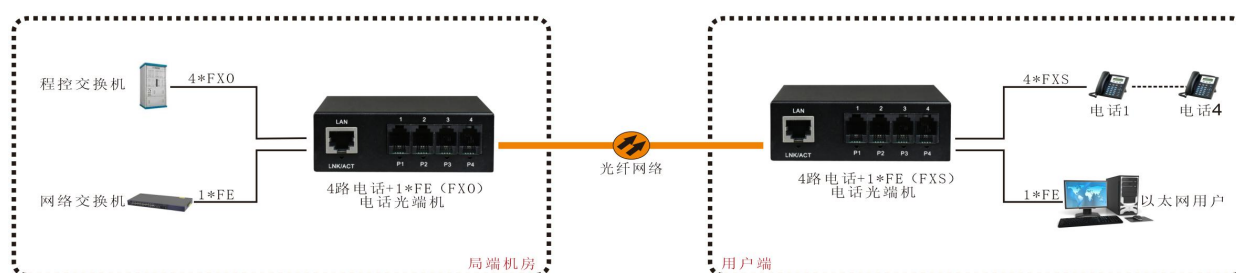 程控交换机
4*FXO
网络交换机
1*FE
LAN
1 2 3 4
LNK/ACT
P1 P2 P3 P4
4路电话+1*FE（FXO）
电话光端机
局端机房
光纤网络
LAN
1 2 3 4
LNK/ACT
P1 P2 P3 P4
4路电话+1*FE（FXS）
电话光端机
4*FXS
电话1
电话4
1*FE
以太网用户
用户端